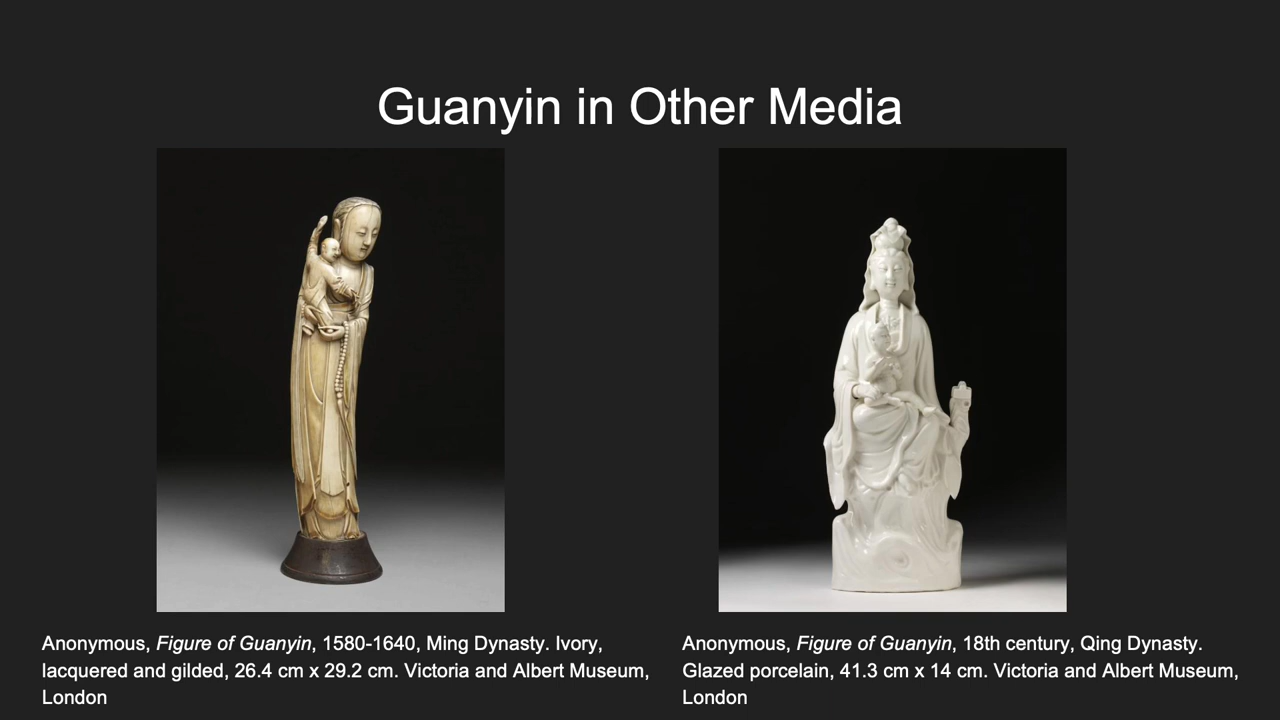 Guanyin in Other Media
Anonymous, Figure of Guanyin, 1580-1640, Ming Dynasty. Ivory,
lacquered and gilded, 26.4 cm x 29.2 cm. Victoria and Albert Museum,
London
Anonymous, Figure of Guanyin, 18th century, Qing Dynasty.
Glazed porcelain, 41.3 cm x 14 cm. Victoria and Albert Museum,
London